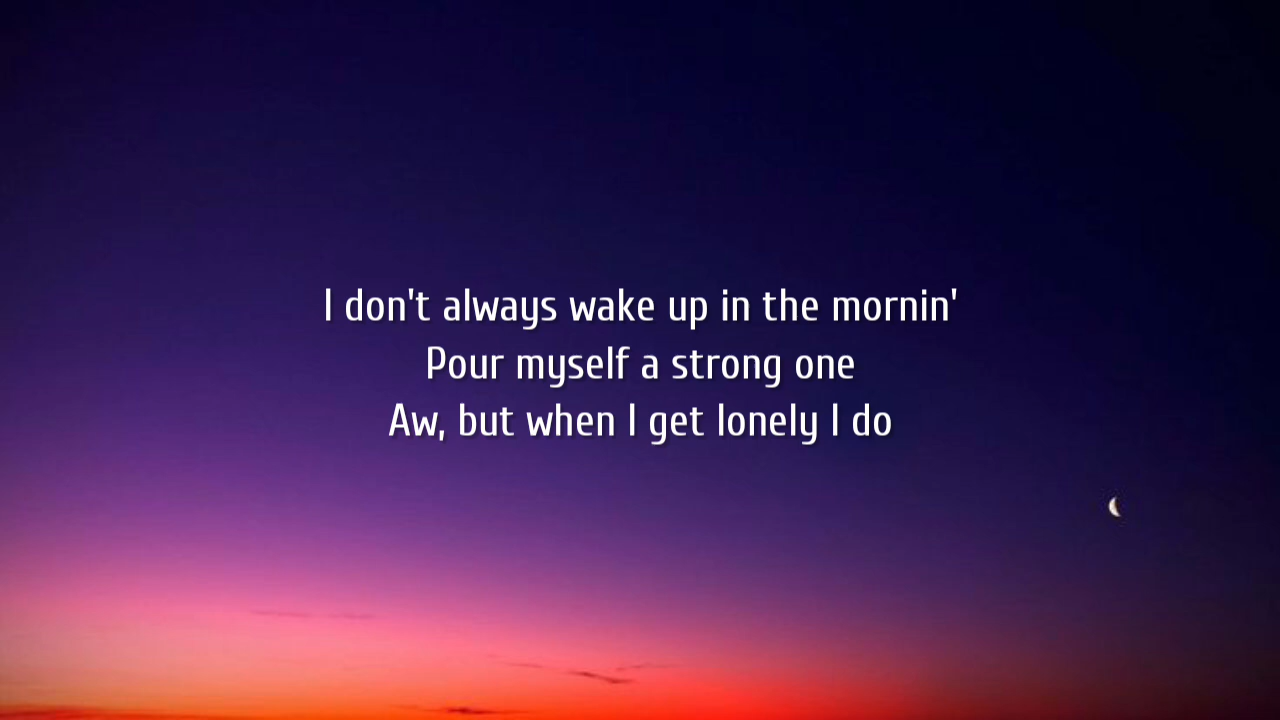 I don't always wake up in the mornin'
Pour myself a strong one
Aw, but when I get lonely I do